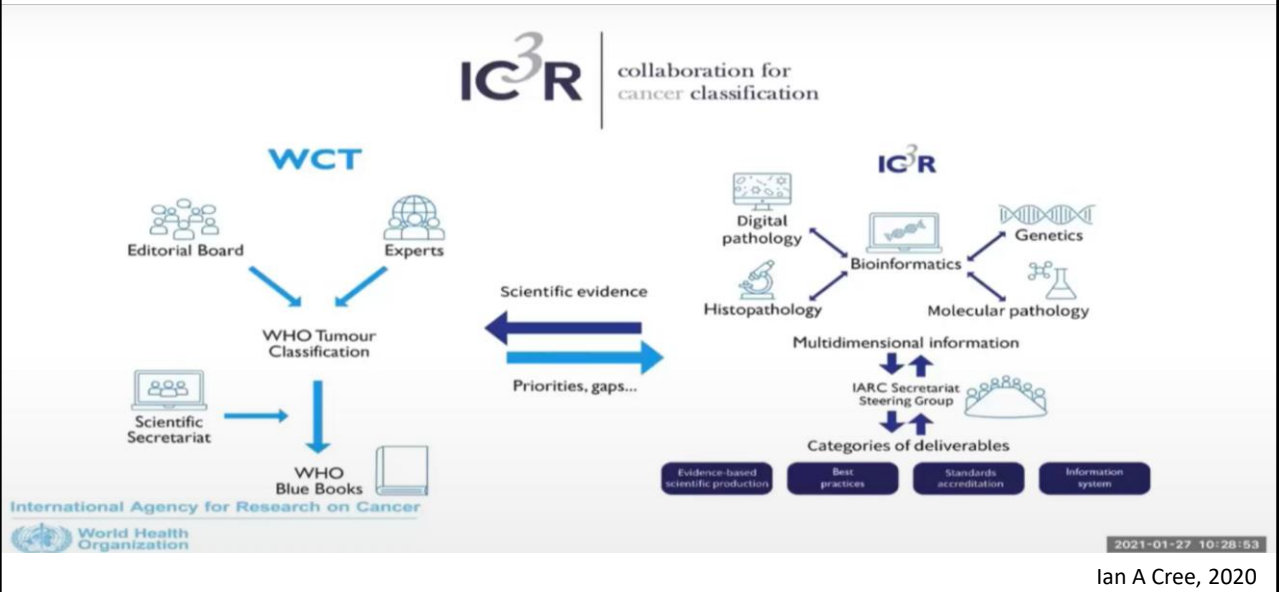 IC3R
collaboration for
cancer classification
WCT
Editorial Board
Experts
WHO Tumour
Classification
Scientific
Secretariat
WHO
Blue Books
Scientific evidence
Priorities, gaps...
IC3R
Digital
pathology
Bioinformatics
Genetics
Histopathology
Molecular pathology
Multidimensional information
IARC Secretariat
Steering Group
Categories of deliverables
Evidence-based
scientific production
Best
practices
Standards
accreditation
Information
system
International Agency for Research on Cancer
World Health
Organization
2021-01-27 10:28:53
Ian A Cree, 2020